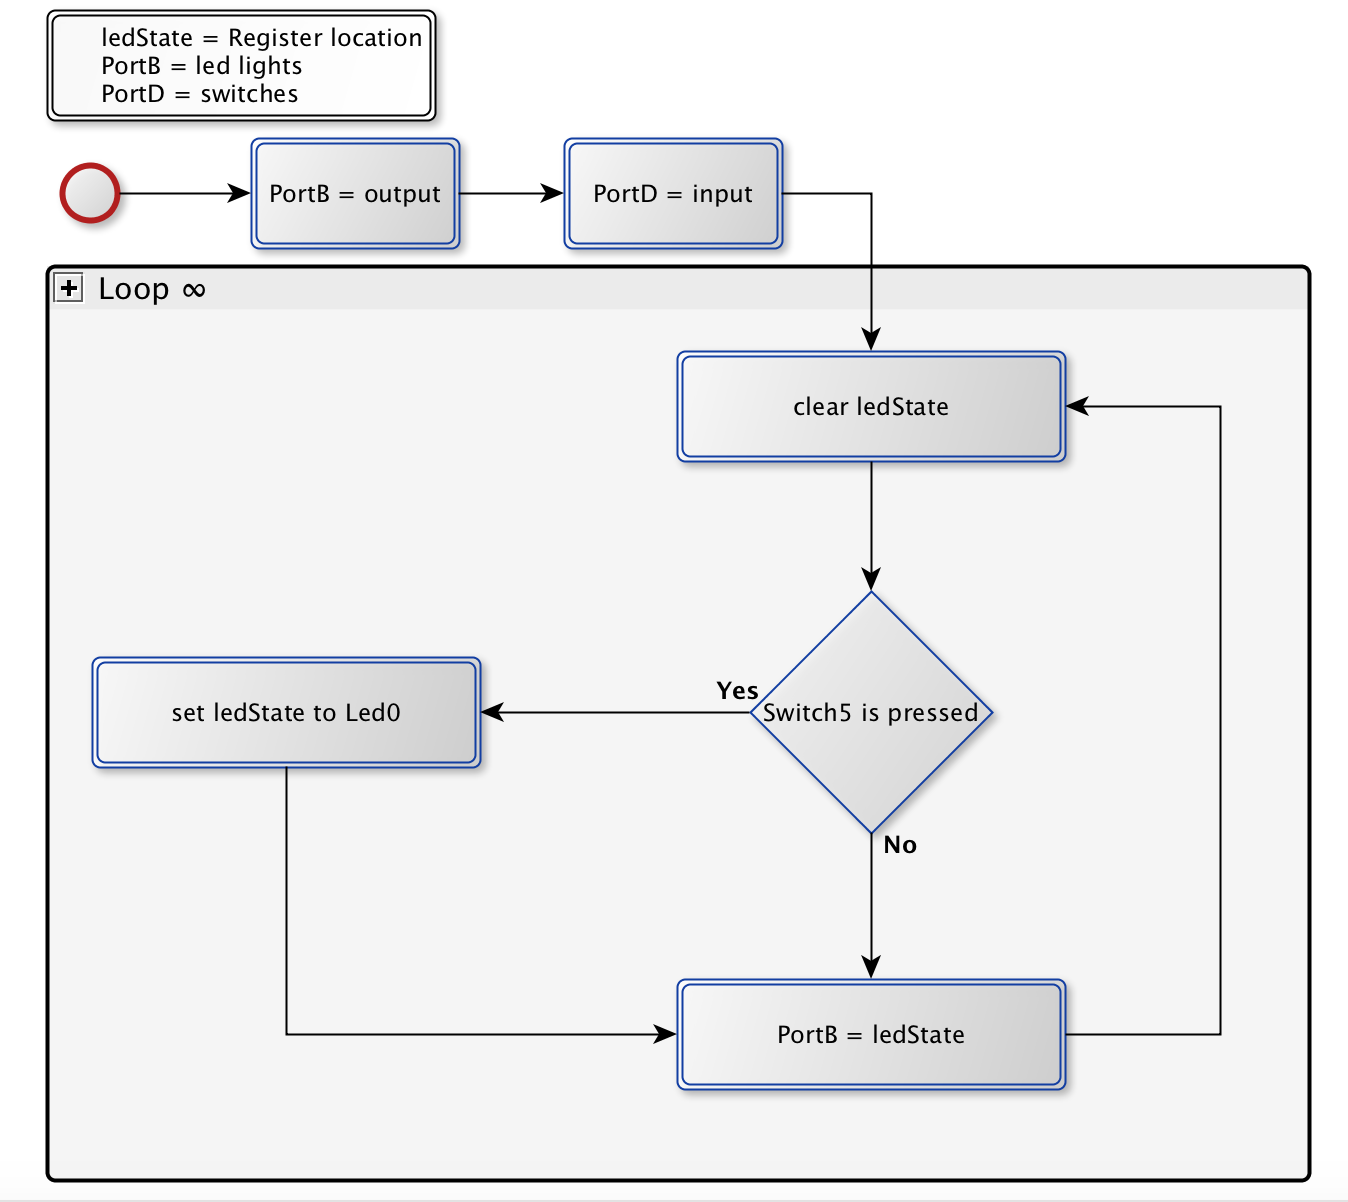 ledState = Register location
PortB = led lights
PortD = switches
PortB = output
PortD = input
Loop ∞
clear ledState
Yes
set ledState to Led0
Switch5 is pressed
No
PortB = ledState